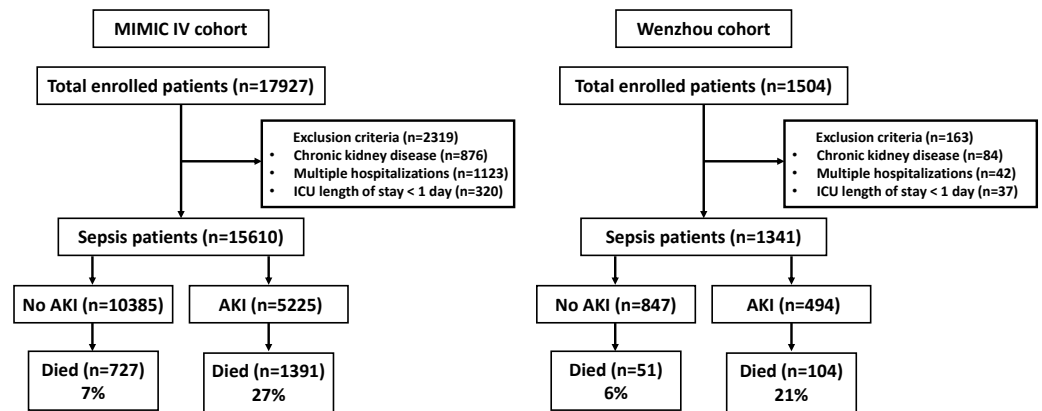 MIMIC IV cohort
Total enrolled patients (n=17927)
Exclusion criteria (n=2319)
• Chronic kidney disease (n=876)
• Multiple hospitalizations (n=1123)
• ICU length of stay < 1 day (n=320)
Sepsis patients (n=15610)
No AKI (n=10385)
AKI (n=5225)
Died (n=727)
7%
Died (n=1391)
27%
Wenzhou cohort
Total enrolled patients (n=1504)
Exclusion criteria (n=163)
• Chronic kidney disease (n=84)
• Multiple hospitalizations (n=42)
• ICU length of stay < 1 day (n=37)
Sepsis patients (n=1341)
No AKI (n=847)
AKI (n=494)
Died (n=51)
6%
Died (n=104)
21%